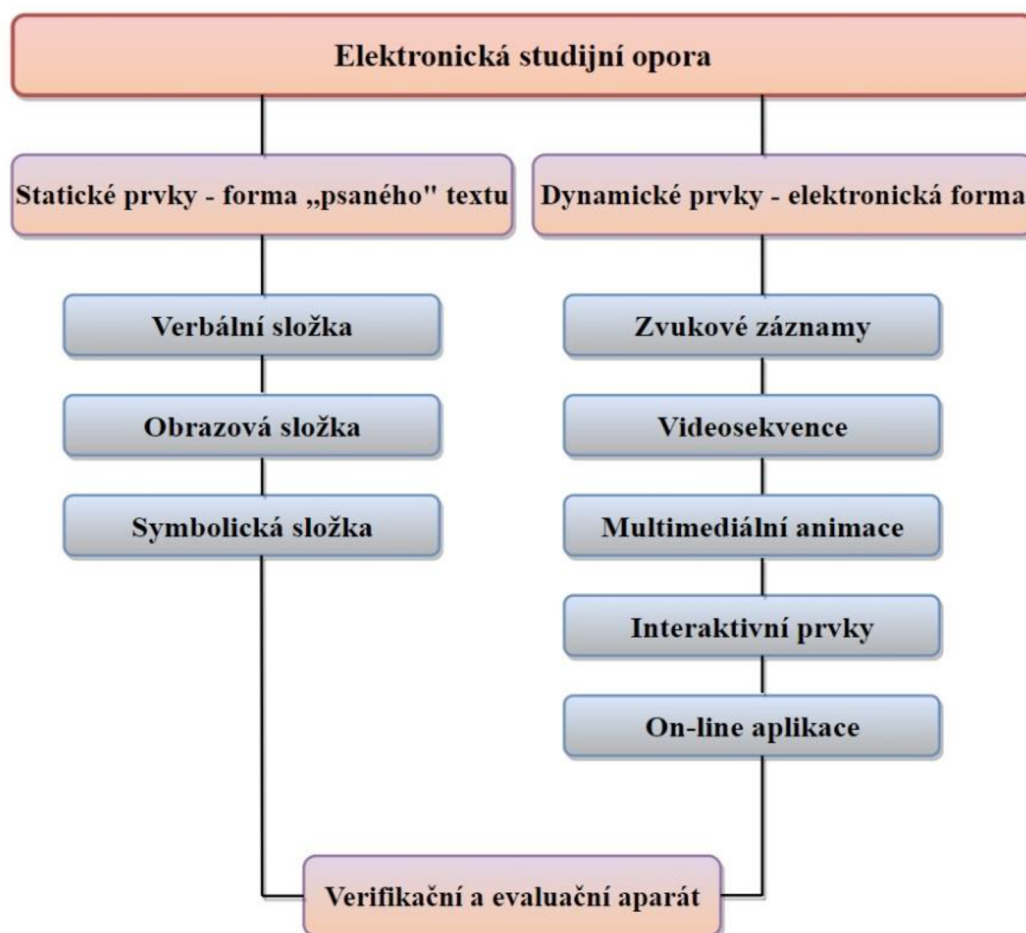 Elektronická studijní opora
Statické prvky - forma „psaného" textu
Dynamické prvky - elektronická forma
Verbální složka
Obrazová složka
Symbolická složka
Zvukové záznamy
Videosekvence
Multimediální animace
Interaktivní prvky
On-line aplikace
Verifikační a evaluační aparát